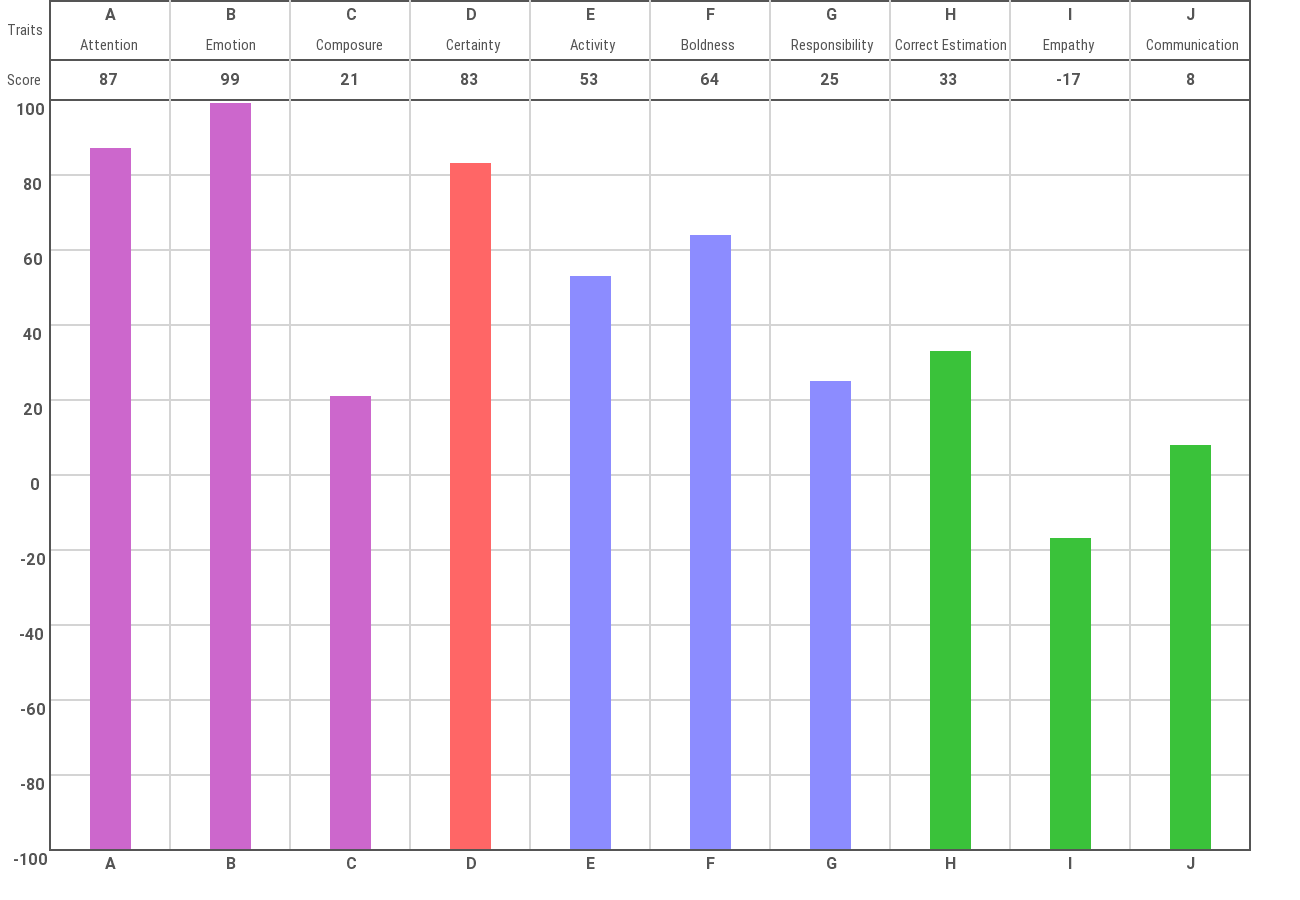 A B C D E F G H I J
Traits
Attention Emotion Composure Certainty Activity Boldness Responsibility Correct Estimation Empathy Communication
Score 87 99 21 83 53 64 25 33 -17 8
100
80
60
40
20
0
-20
-40
-60
-80
-100
A B C D E F G H I J